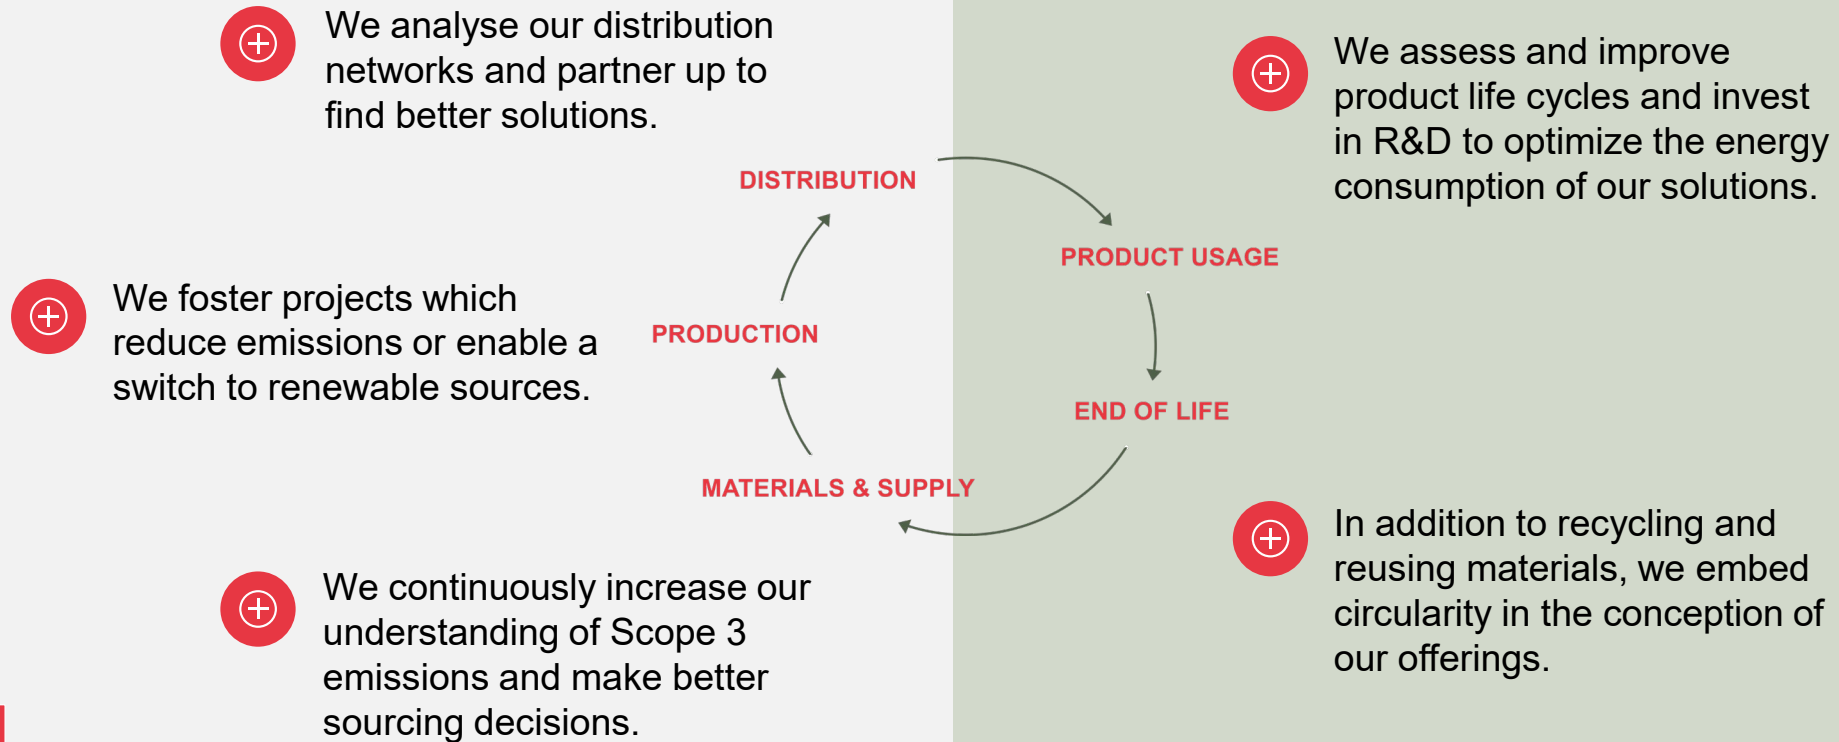 We analyse our distribution
networks and partner up to
find better solutions.
We assess and improve
product life cycles and invest
in R&D to optimize the energy
consumption of our solutions.
DISTRIBUTION
PRODUCT USAGE
We foster projects which
reduce emissions or enable a
switch to renewable sources.
PRODUCTION
END OF LIFE
MATERIALS & SUPPLY
We continuously increase our
understanding of Scope 3
emissions and make better
sourcing decisions.
In addition to recycling and
reusing materials, we embed
circularity in the conception of
our offerings.